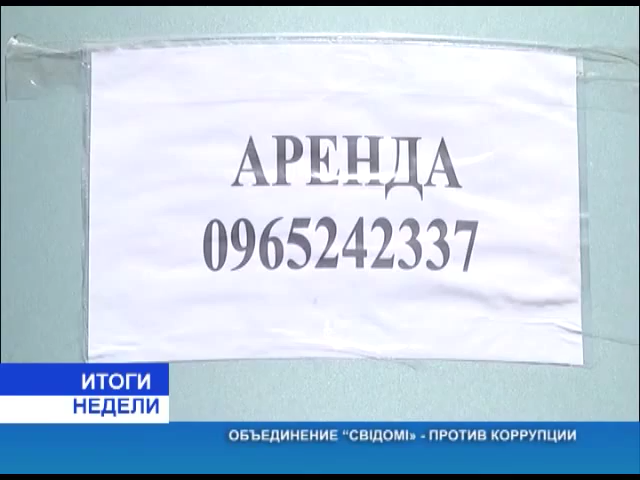 АРЕНДА
0965242337
ИТОГИ
НЕДЕЛИ
ОБЪЕДИНЕНИЕ “СВІДОМІ» - ПРОТИВ КОРРУПЦИИ